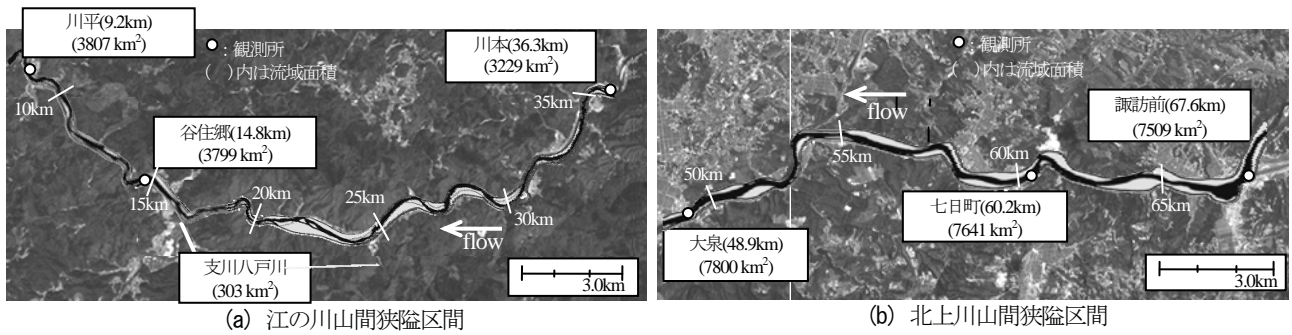 川平(9.2km)
(3807 km²)
○:観測所
( )内は流域面積
川本(36.3km)
(3229 km²)
10km
35km
谷住郷(14.8km)
(3799 km²)
15km
20km
25km
30km
flow
支川八戸川
(303 km²)
3.0km
(a) 江の川山間狭隘区間
○:観測所
( )内は流域面積
flow
諏訪前(67.6km)
(7509 km²)
55km
60km
50km
65km
七日町(60.2km)
(7641 km²)
大泉(48.9km)
(7800 km²)
3.0km
(b) 北上川山間狭隘区間